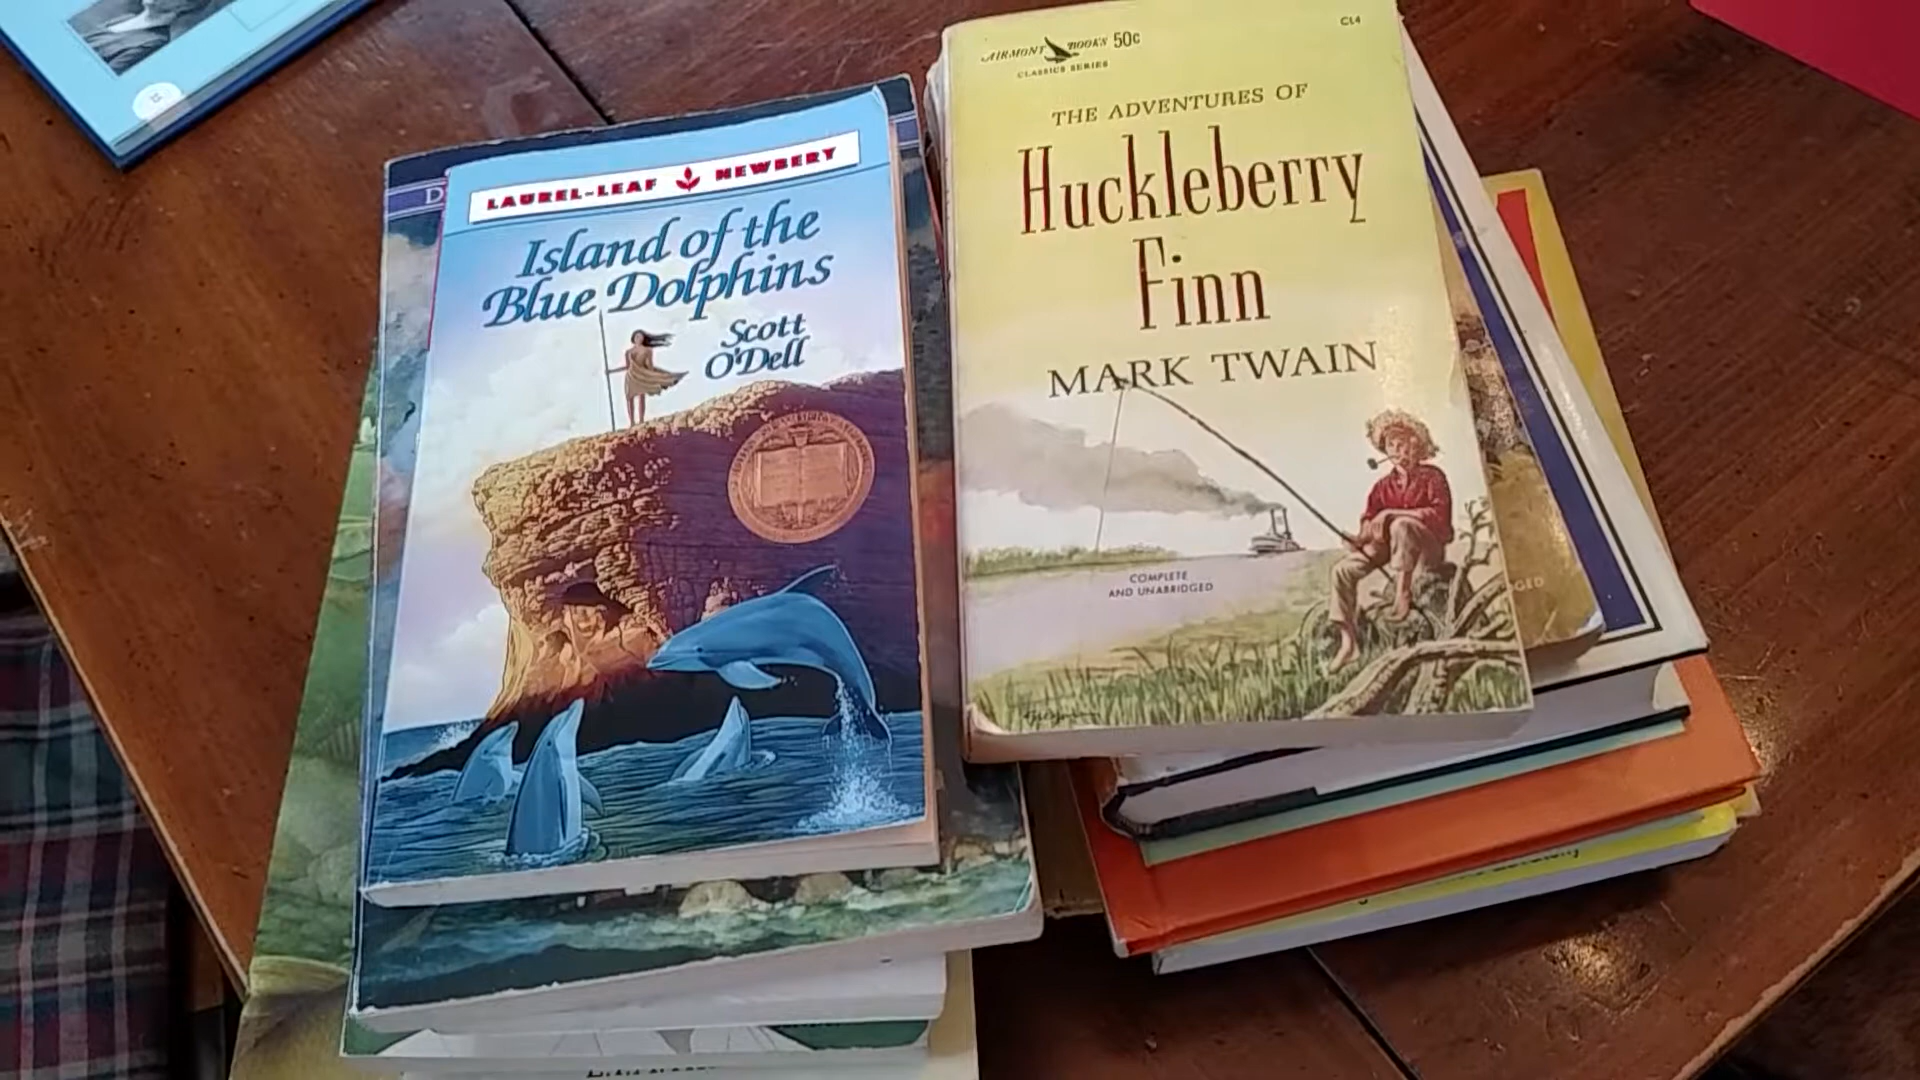 LAUREL-LEAF NEWBERY
Island of the
Blue Dolphins
Scott
O'Dell
AIRMONT BOOKS 50c
CLASSICS SERIES
CL4
THE ADVENTURES OF
Huckleberry
Finn
MARK TWAIN
COMPLETE
AND UNABRIDGED